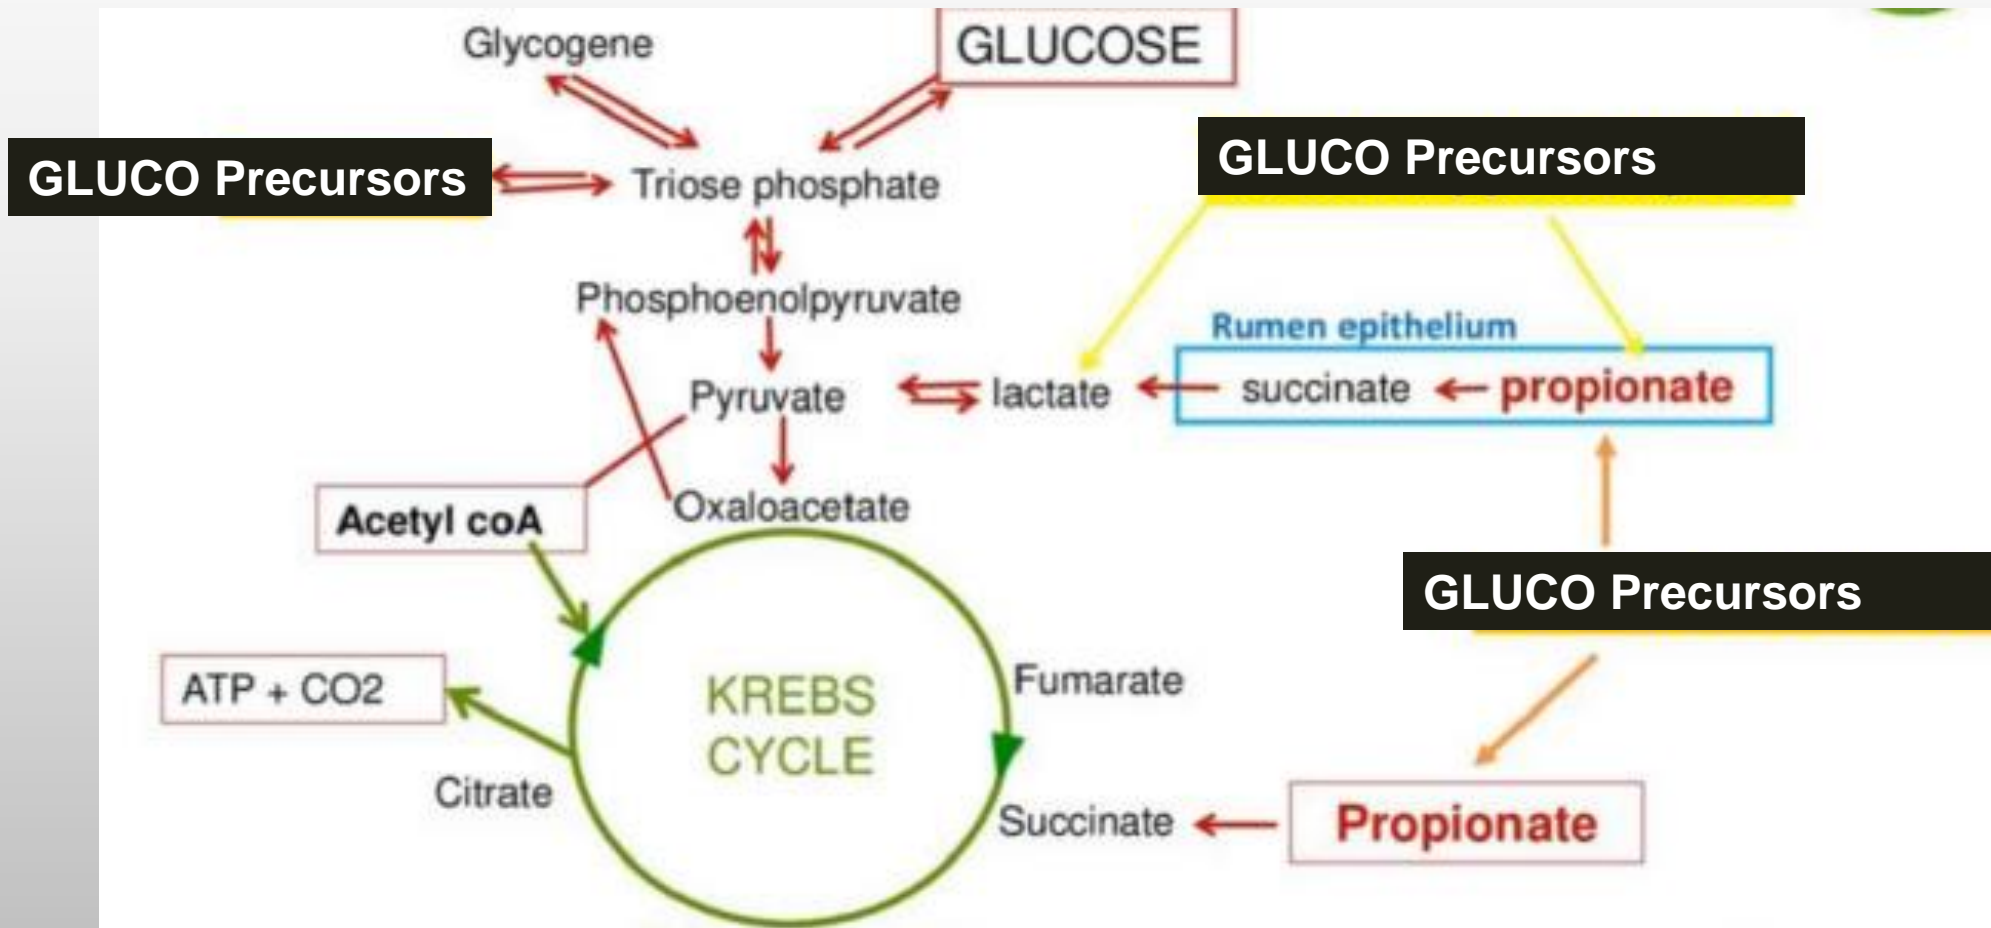 Glycogene
GLUCOSE
GLUCO Precursors
GLUCO Precursors
Triose phosphate
Phosphoenolpyruvate
Rumen epithelium
Pyruvate
lactate
succinate
propionate
Acetyl coA
Oxaloacetate
GLUCO Precursors
ATP + CO2
KREBS
CYCLE
Fumarate
Citrate
Succinate
Propionate